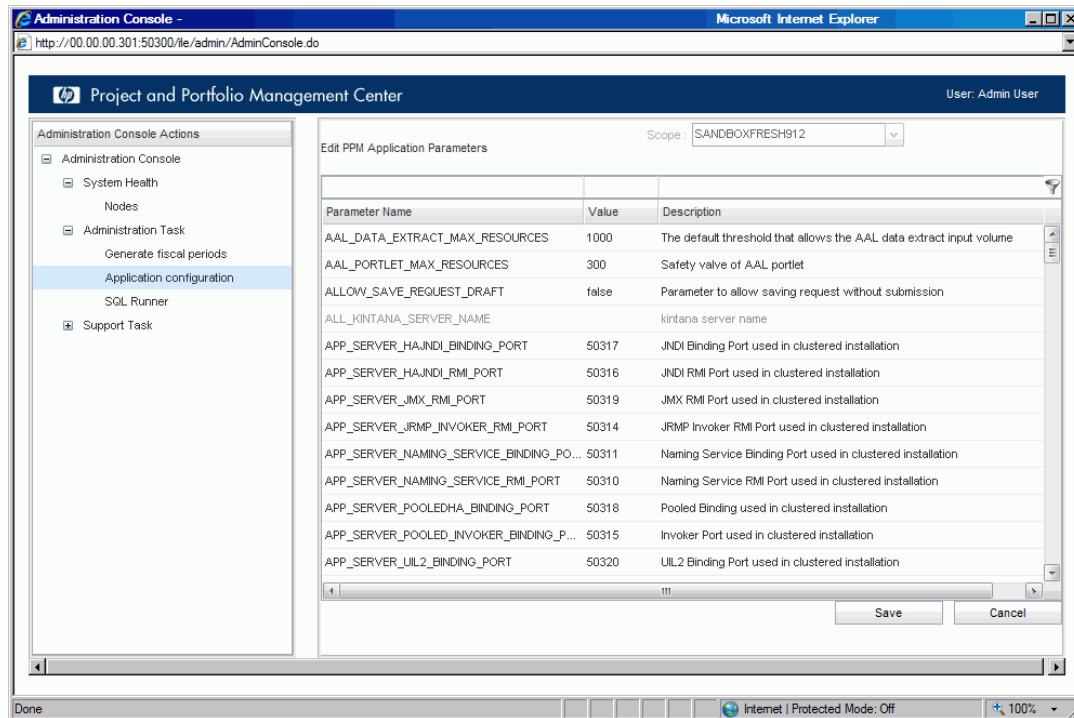 Administration Console - Microsoft Internet Explorer
http://00.00.00.301:50300/itle/admin/AdminConsole.do
hp Project and Portfolio Management Center User: Admin User
Administration Console Actions
Administration Console
System Health
Nodes
Administration Task
Generate fiscal periods
Application configuration
SQL Runner
Support Task
Edit PPM Application Parameters
Scope : SANDBOXFRESH912
Parameter Name Value Description
AAL_DATA_EXTRACT_MAX_RESOURCES 1000 The default threshold that allows the AAL data extract input volume
AAL_PORTLET_MAX_RESOURCES 300 Safety valve of AAL portlet
ALLOW_SAVE_REQUEST_DRAFT false Parameter to allow saving request without submission
ALL_KINTANA_SERVER_NAME kintana server name
APP_SERVER_HAJNDI_BINDING_PORT 50317 JNDI Binding Port used in clustered installation
APP_SERVER_HAJNDI_RMI_PORT 50316 JNDI RMI Port used in clustered installation
APP_SERVER_JMX_RMI_PORT 50319 JMX RMI Port used in clustered installation
APP_SERVER_JRMP_INVOKER_RMI_PORT 50314 JRMP Invoker RMI Port used in clustered installation
APP_SERVER_NAMING_SERVICE_BINDING_PO... 50311 Naming Service Binding Port used in clustered installation
APP_SERVER_NAMING_SERVICE_RMI_PORT 50310 Naming Service RMI Port used in clustered installation
APP_SERVER_POOLEDHA_BINDING_PORT 50318 Pooled Binding used in clustered installation
APP_SERVER_POOLED_INVOKER_BINDING_P... 50315 Invoker Port used in clustered installation
APP_SERVER_UIL2_BINDING_PORT 50320 UIL2 Binding Port used in clustered installation
Save Cancel
Done Internet | Protected Mode: Off 100%